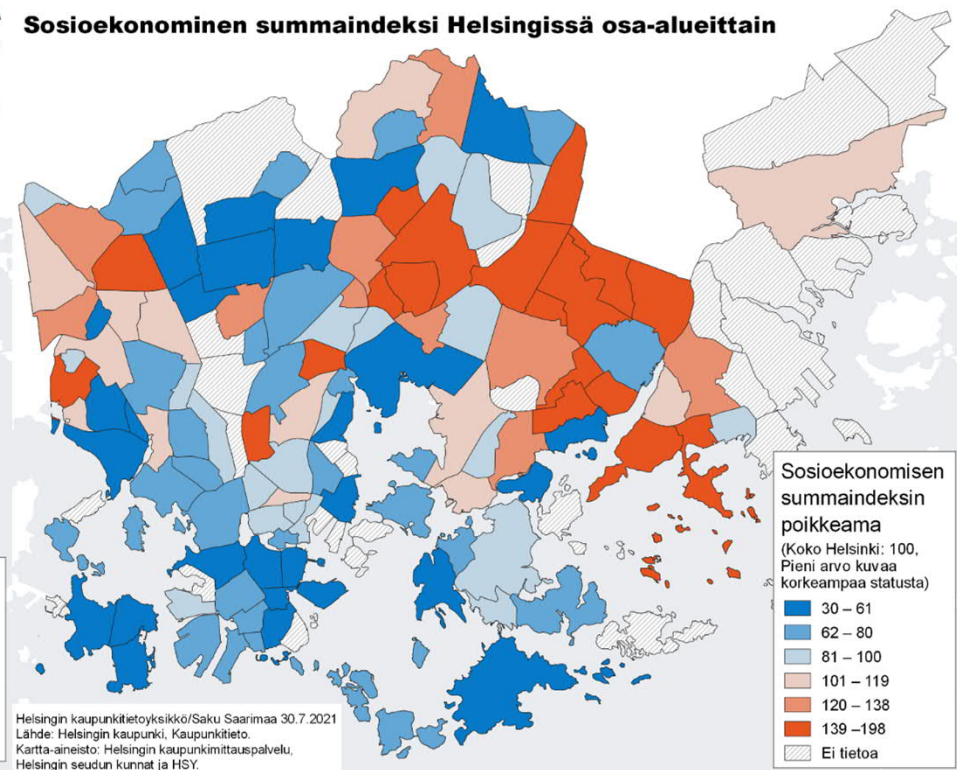 Sosioekonominen summaindeksi Helsingissä osa-alueittain
Sosioekonomisen
summaindeksin
poikkeama
(Koko Helsinki: 100,
Pieni arvo kuvaa
korkeampaa statusta)
30 – 61
62 – 80
81 – 100
101 – 119
120 – 138
139 –198
Ei tietoa
Helsingin kaupunkitietoyksikkö/Saku Saarimaa 30.7.2021
Lähde: Helsingin kaupunki, Kaupunkitieto.
Kartta-aineisto: Helsingin kaupunkimittauspalvelu,
Helsingin seudun kunnat ja HSY.